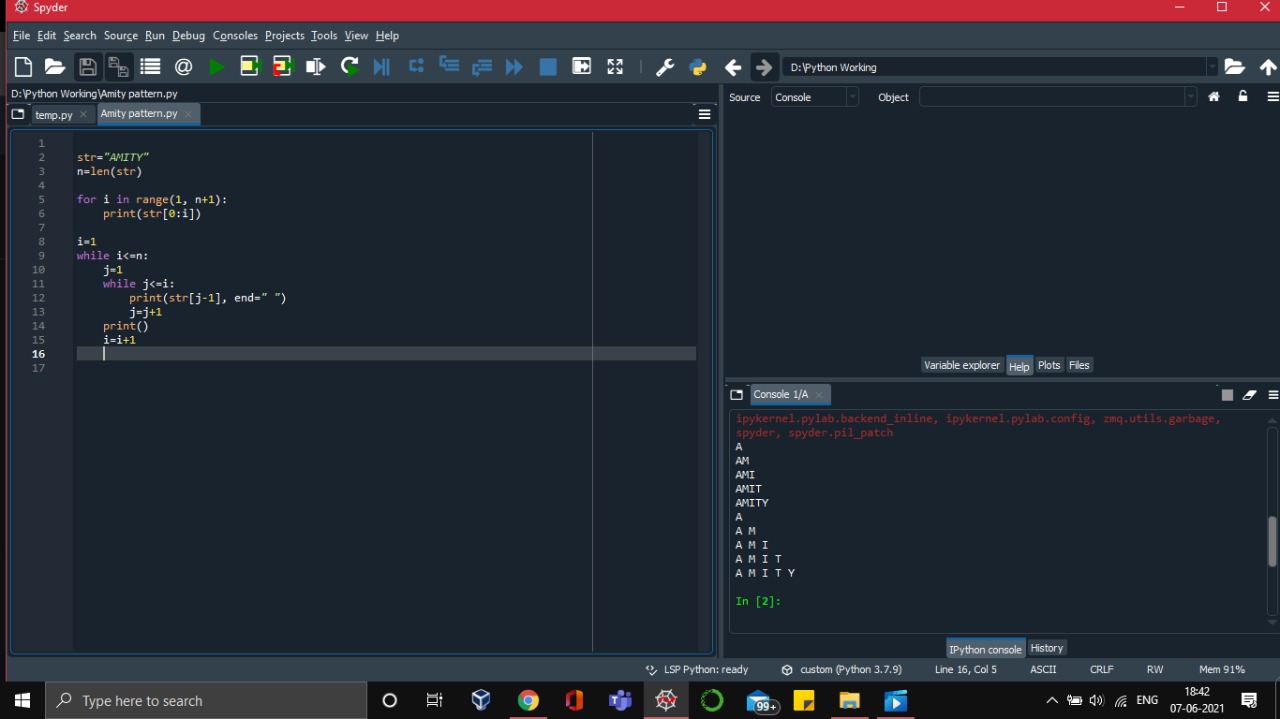 Spyder
File Edit Search Source Run Debug Consoles Projects Tools View Help
D:\Python Working
D:\Python Working\Amity pattern.py
temp.py
Amity pattern.py
1
2 str="AMITY"
3 n=len(str)
4
5 for i in range(1, n+1):
6     print(str[0:i])
7
8 i=1
9 while i<=n:
10     j=1
11     while j<=i:
12         print(str[j-1], end=" ")
13         j=j+1
14     print()
15     i=i+1
16
17
Source Console Object
Variable explorer Help Plots Files
Console 1/A
ipykernel.pylab.backend_inline, ipykernel.pylab.config, zmq.utils.garbage,
spyder, spyder.pil_patch
A
AM
AMI
AMIT
AMITY
A
A M
A M I
A M I T
A M I T Y
In [2]:
IPython console History
LSP Python: ready custom (Python 3.7.9) Line 16, Col 5 ASCII CRLF RW Mem 91%
Type here to search
99+
ENG
18:42
07-06-2021